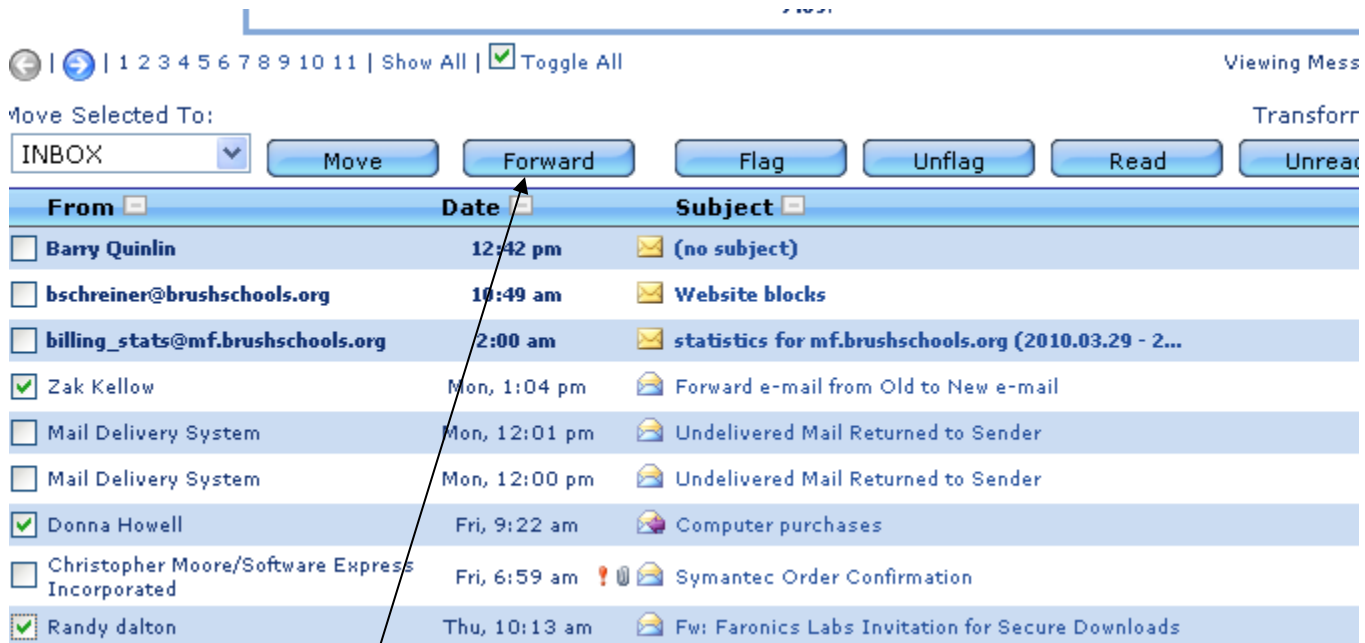 | 1 2 3 4 5 6 7 8 9 10 11 | Show All | Toggle All Viewing Mess
Move Selected To: Transform
INBOX Move Forward Flag Unflag Read Unread
From Date Subject
Barry Quinlin 12:42 pm (no subject)
bschreiner@brushschools.org 10:49 am Website blocks
billing_stats@mf.brushschools.org 2:00 am statistics for mf.brushschools.org (2010.03.29 - 2...
Zak Kellow Mon, 1:04 pm Forward e-mail from Old to New e-mail
Mail Delivery System Mon, 12:01 pm Undelivered Mail Returned to Sender
Mail Delivery System Mon, 12:00 pm Undelivered Mail Returned to Sender
Donna Howell Fri, 9:22 am Computer purchases
Christopher Moore/Software Express
Incorporated Fri, 6:59 am Symantec Order Confirmation
Randy dalton Thu, 10:13 am Fw: Faronics Labs Invitation for Secure Downloads